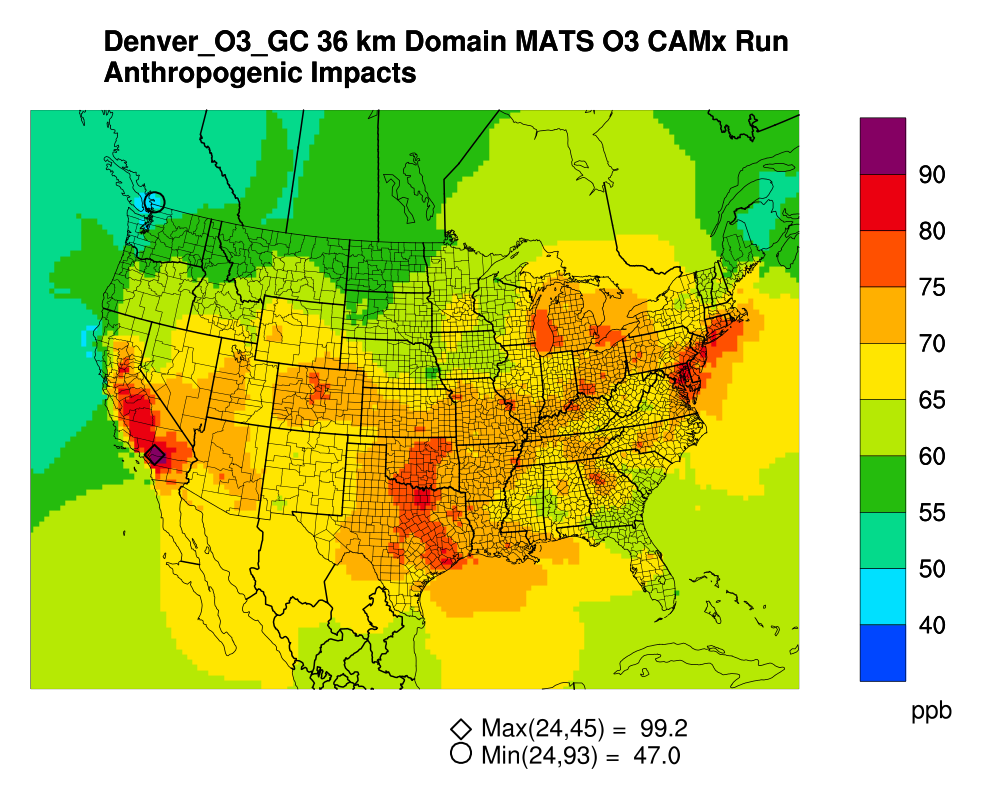 Denver_O3_GC 36 km Domain MATS O3 CAMx Run
Anthropogenic Impacts
90
80
75
70
65
60
55
50
40
ppb
Max(24,45) = 99.2
Min(24,93) = 47.0